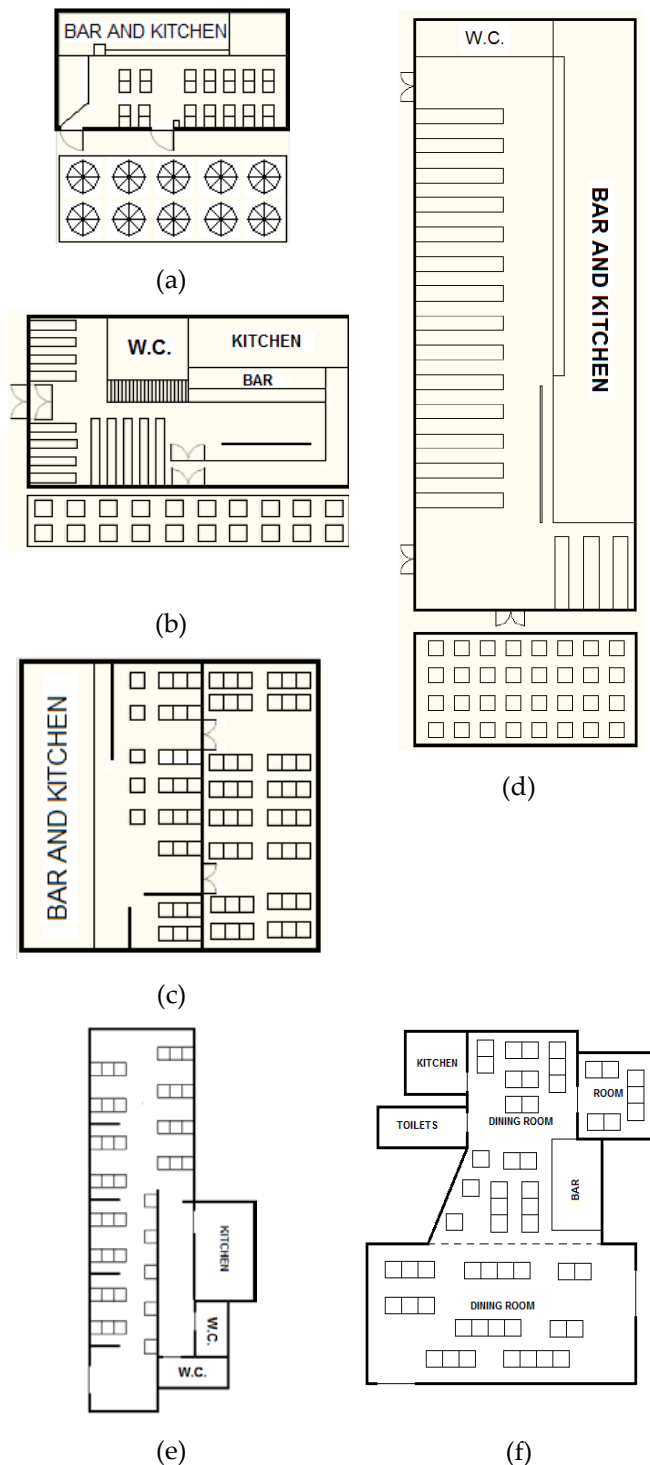 BAR AND KITCHEN
(a)
W.C.
KITCHEN
BAR
(b)
BAR AND KITCHEN
(c)
W.C.
BAR AND KITCHEN
(d)
KITCHEN
W.C.
W.C.
(e)
KITCHEN
TOILETS
DINING ROOM
ROOM
BAR
DINING ROOM
(f)